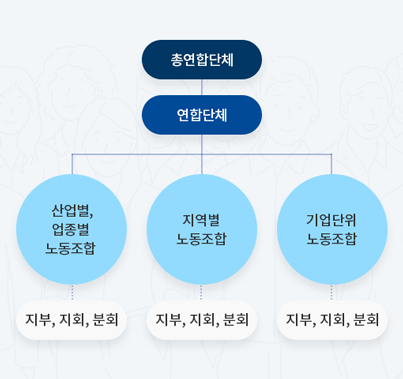 총연합단체
연합단체
산업별,
업종별
노동조합
지역별
노동조합
기업단위
노동조합
지부, 지회, 분회
지부, 지회, 분회
지부, 지회, 분회